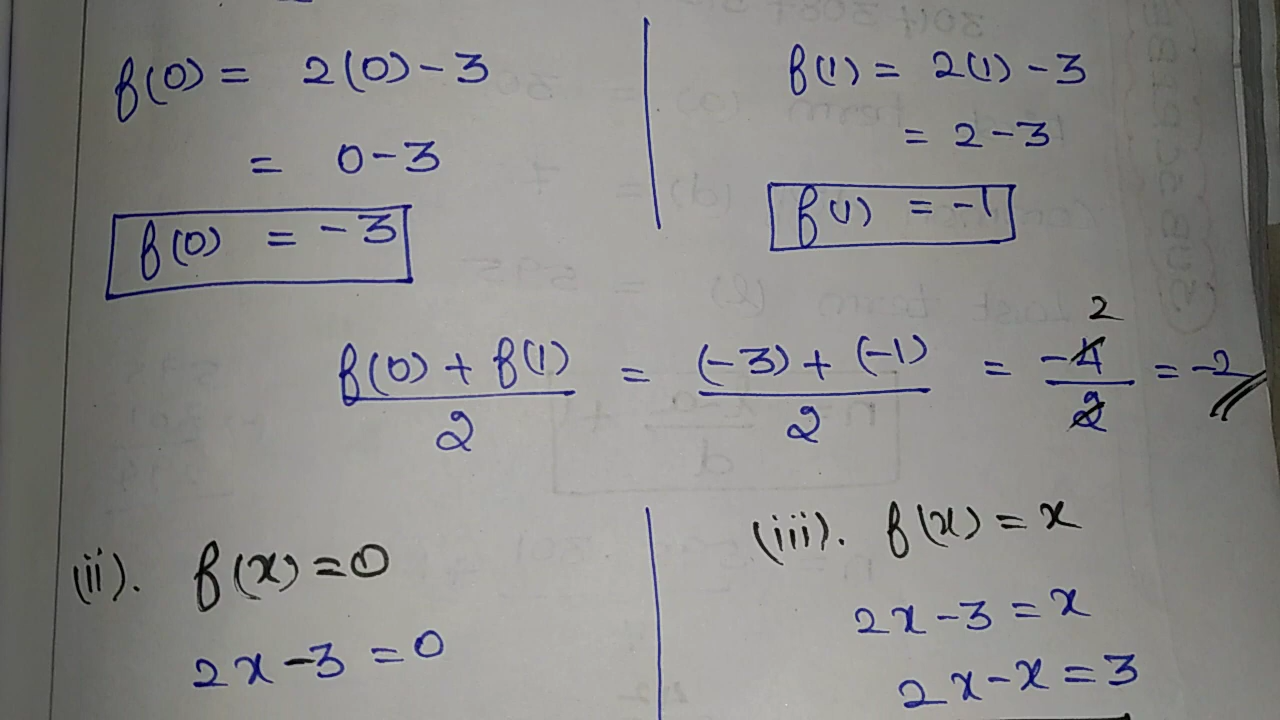 f(0) = 2(0) - 3
= 0 - 3
f(0) = -3
f(1) = 2(1) - 3
= 2 - 3
f(1) = -1
f(0) + f(1) / 2 = (-3) + (-1) / 2 = -4 / 2 = -2
2
(ii). f(x) = 0
2x - 3 = 0
(iii). f(x) = x
2x - 3 = x
2x - x = 3